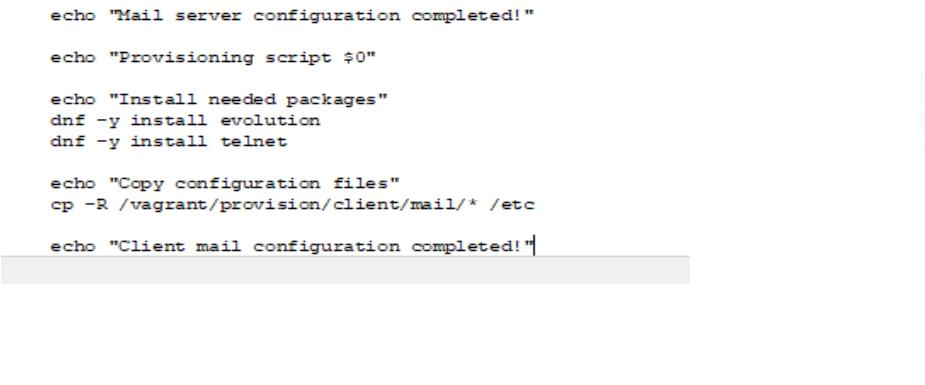 echo "Mail server configuration completed!"
echo "Provisioning script $0"
echo "Install needed packages"
dnf -y install evolution
dnf -y install telnet
echo "Copy configuration files"
cp -R /vagrant/provision/client/mail/* /etc
echo "Client mail configuration completed!"